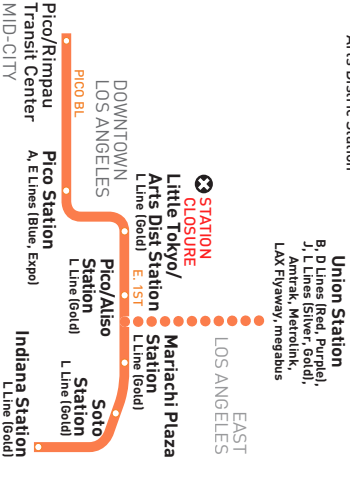 Arts District Station
Union Station
B, D Lines (Red, Purple),
J, L Lines (Silver, Gold),
Amtrak, Metrolink,
LAX Flyaway, megabus
STATION
CLOSURE
Little Tokyo/
Arts Dist Station
L Line (Gold)
EAST
LOS ANGELES
DOWNTOWN
LOS ANGELES
E. 1ST
Mariachi Plaza
Station
L Line (Gold)
PICO BL
Pico/Aliso
Station
L Line (Gold)
Soto
Station
L Line (Gold)
Pico/Rimpau
Transit Center
MID-CITY
Pico Station
A, E Lines (Blue, Expo)
Indiana Station
L Line (Gold)